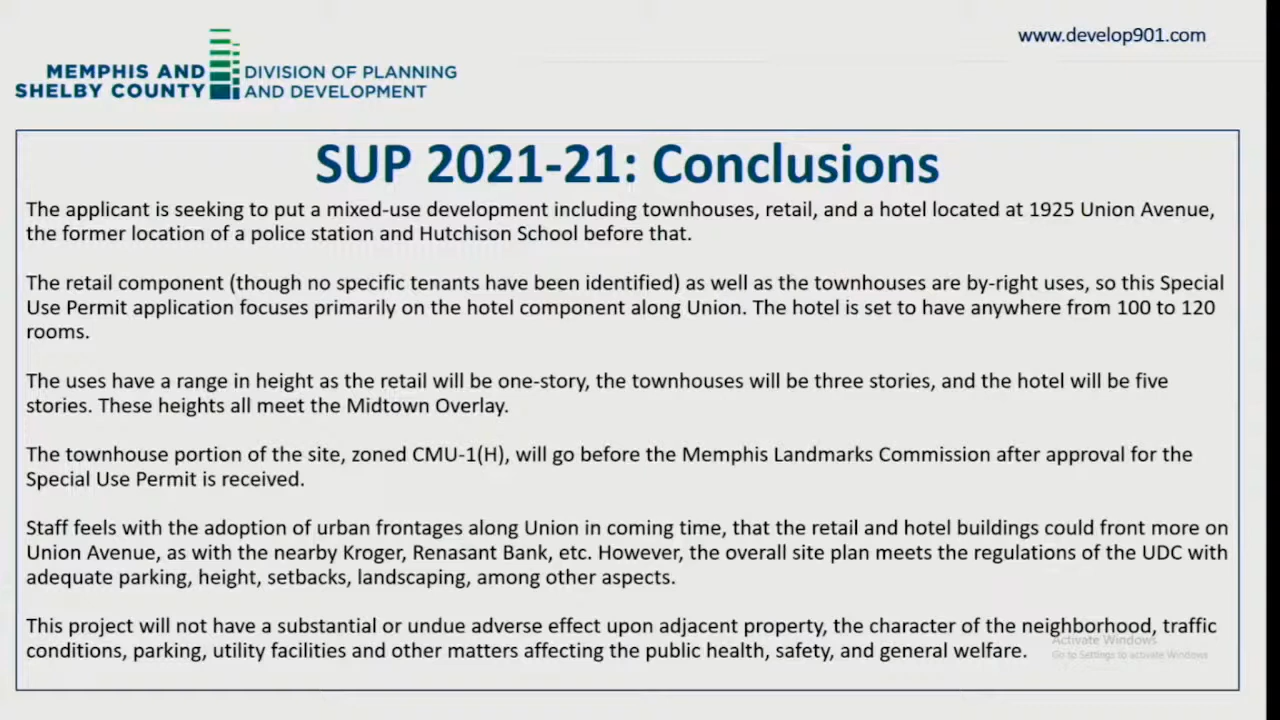 www.develop901.com
MEMPHIS AND DIVISION OF PLANNING
SHELBY COUNTY AND DEVELOPMENT
SUP 2021-21: Conclusions
The applicant is seeking to put a mixed-use development including townhouses, retail, and a hotel located at 1925 Union Avenue,
the former location of a police station and Hutchison School before that.
The retail component (though no specific tenants have been identified) as well as the townhouses are by-right uses, so this Special
Use Permit application focuses primarily on the hotel component along Union. The hotel is set to have anywhere from 100 to 120
rooms.
The uses have a range in height as the retail will be one-story, the townhouses will be three stories, and the hotel will be five
stories. These heights all meet the Midtown Overlay.
The townhouse portion of the site, zoned CMU-1(H), will go before the Memphis Landmarks Commission after approval for the
Special Use Permit is received.
Staff feels with the adoption of urban frontages along Union in coming time, that the retail and hotel buildings could front more on
Union Avenue, as with the nearby Kroger, Renasant Bank, etc. However, the overall site plan meets the regulations of the UDC with
adequate parking, height, setbacks, landscaping, among other aspects.
This project will not have a substantial or undue adverse effect upon adjacent property, the character of the neighborhood, traffic
conditions, parking, utility facilities and other matters affecting the public health, safety, and general welfare.
Activate Windows
Go to Settings to activate Windows